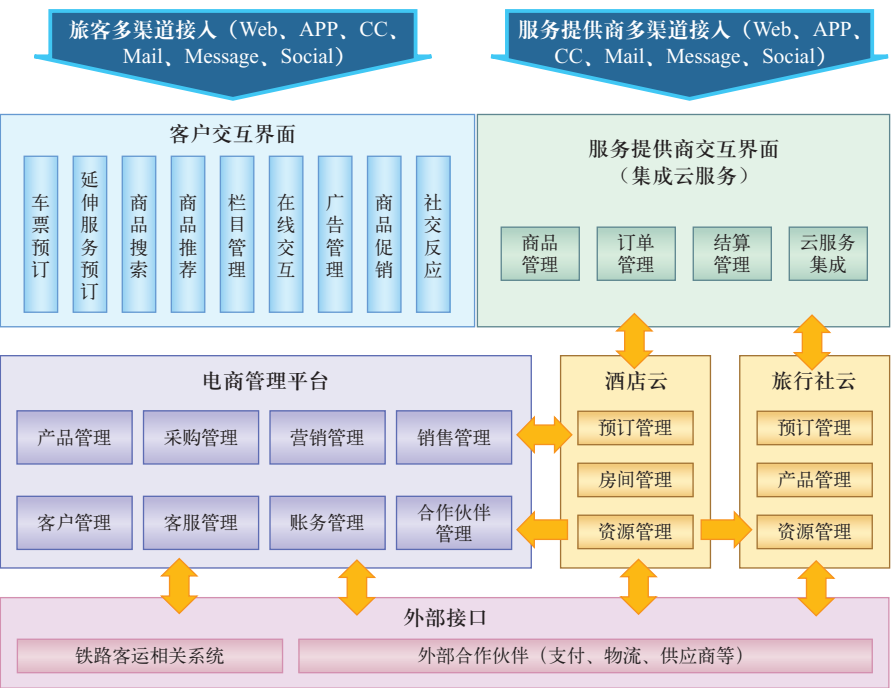 旅客多渠道接入（Web、APP、CC、
Mail、Message、Social）
服务提供商多渠道接入（Web、APP、
CC、Mail、Message、Social）
客户交互界面
车票预订
延伸服务预订
商品搜索
商品推荐
栏目管理
在线交互
广告管理
商品促销
社交反应
服务提供商交互界面
（集成云服务）
商品
管理
订单
管理
结算
管理
云服务
集成
电商管理平台
产品管理
采购管理
营销管理
销售管理
客户管理
客服管理
账务管理
合作伙伴
管理
酒店云
预订管理
房间管理
资源管理
旅行社云
预订管理
产品管理
资源管理
外部接口
铁路客运相关系统
外部合作伙伴（支付、物流、供应商等）